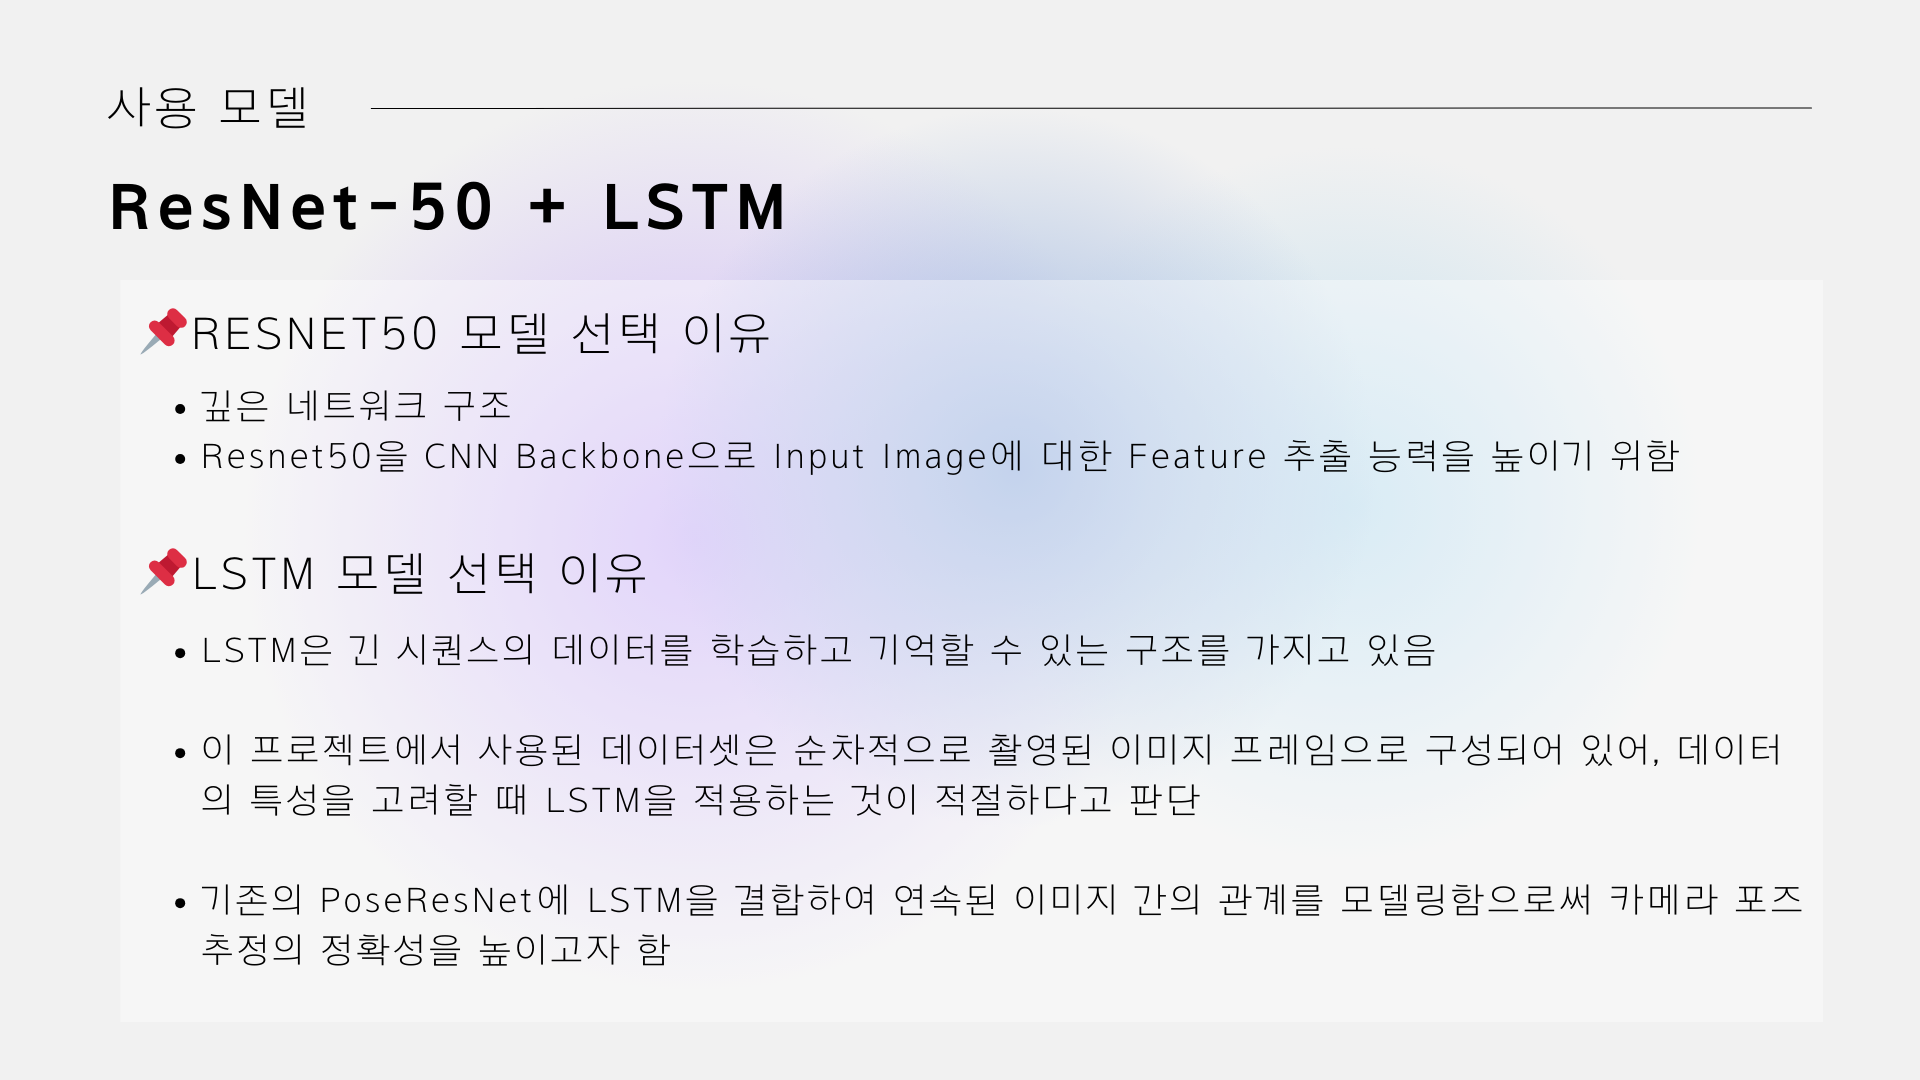 사용 모델
ResNet-50 + LSTM
📌RESNET50 모델 선택 이유
• 깊은 네트워크 구조
• Resnet50을 CNN Backbone으로 Input Image에 대한 Feature 추출 능력을 높이기 위함
📌LSTM 모델 선택 이유
• LSTM은 긴 시퀀스의 데이터를 학습하고 기억할 수 있는 구조를 가지고 있음
• 이 프로젝트에서 사용된 데이터셋은 순차적으로 촬영된 이미지 프레임으로 구성되어 있어, 데이터
의 특성을 고려할 때 LSTM을 적용하는 것이 적절하다고 판단
• 기존의 PoseResNet에 LSTM을 결합하여 연속된 이미지 간의 관계를 모델링함으로써 카메라 포즈
추정의 정확성을 높이고자 함